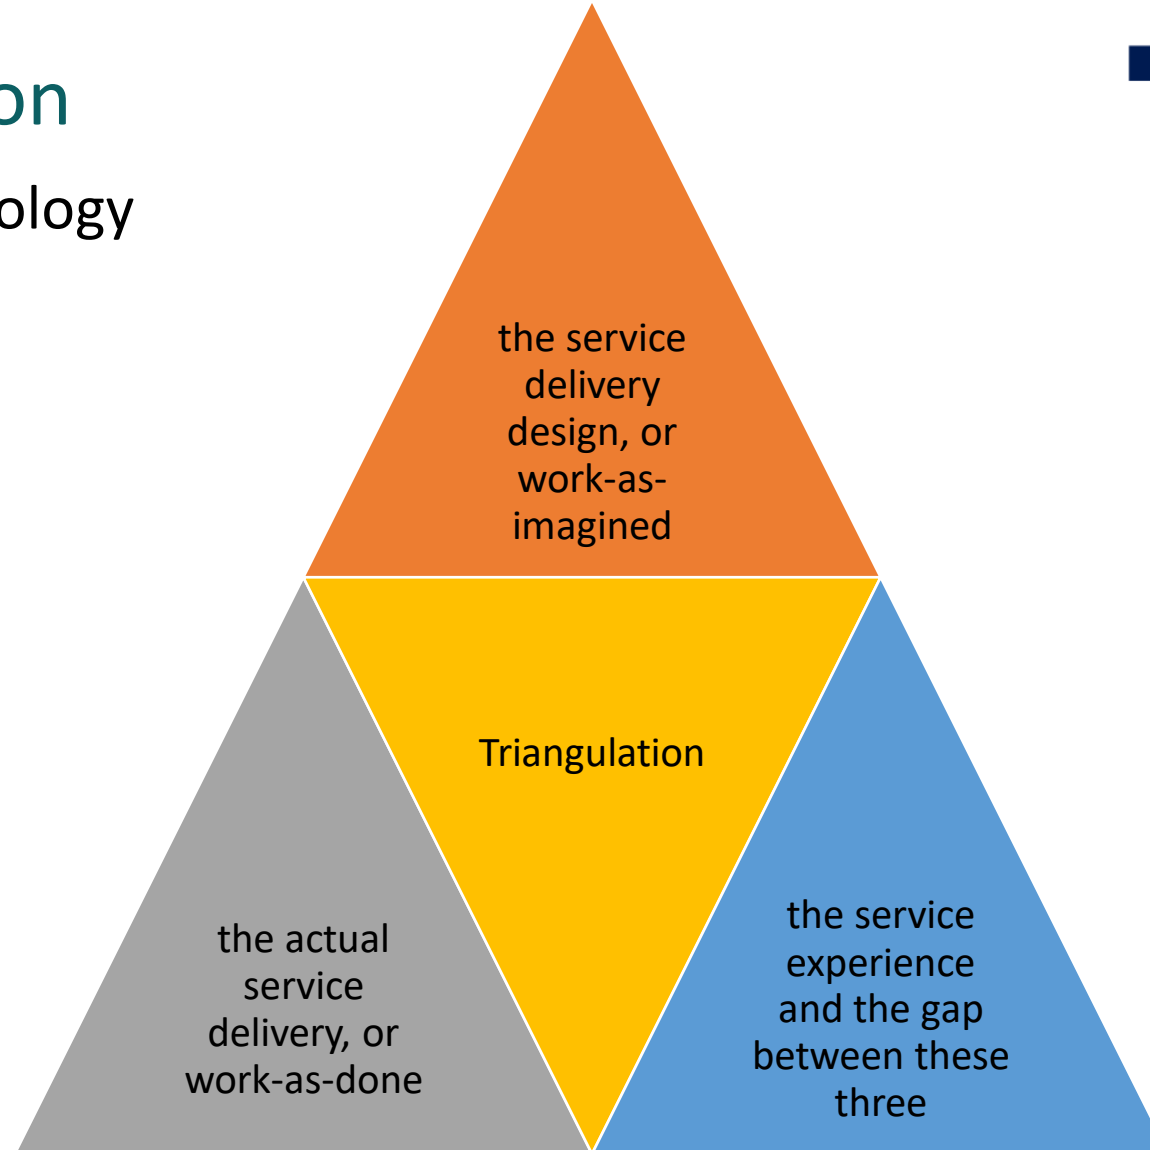 on
ology
the service
delivery
design, or
work-as-
imagined
Triangulation
the actual
service
delivery, or
work-as-done
the service
experience
and the gap
between these
three